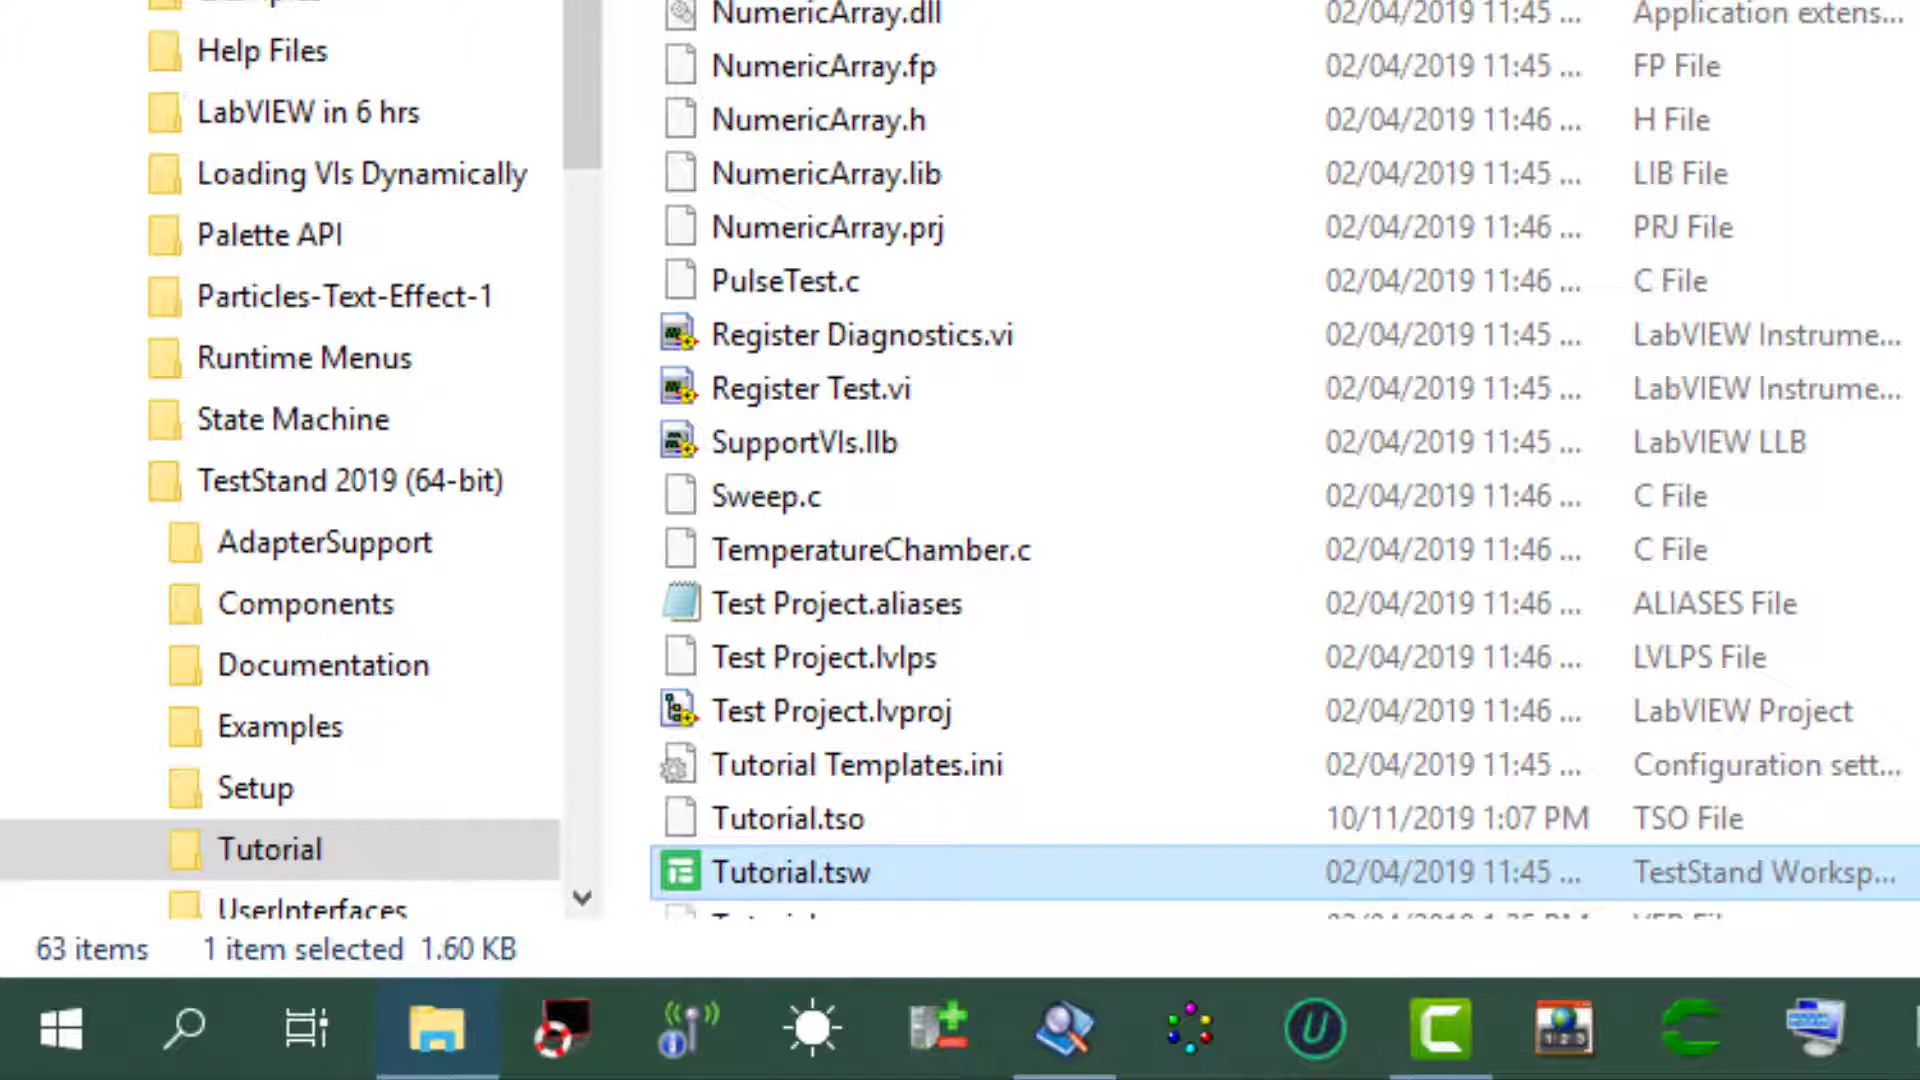 Help Files
LabVIEW in 6 hrs
Loading VIs Dynamically
Palette API
Particles-Text-Effect-1
Runtime Menus
State Machine
TestStand 2019 (64-bit)
AdapterSupport
Components
Documentation
Examples
Setup
Tutorial
UserInterfaces
NumericArray.dll 02/04/2019 11:45 ... Application extens...
NumericArray.fp 02/04/2019 11:45 ... FP File
NumericArray.h 02/04/2019 11:46 ... H File
NumericArray.lib 02/04/2019 11:45 ... LIB File
NumericArray.prj 02/04/2019 11:45 ... PRJ File
PulseTest.c 02/04/2019 11:46 ... C File
Register Diagnostics.vi 02/04/2019 11:45 ... LabVIEW Instrume...
Register Test.vi 02/04/2019 11:45 ... LabVIEW Instrume...
SupportVIs.llb 02/04/2019 11:45 ... LabVIEW LLB
Sweep.c 02/04/2019 11:46 ... C File
TemperatureChamber.c 02/04/2019 11:46 ... C File
Test Project.aliases 02/04/2019 11:46 ... ALIASES File
Test Project.lvlps 02/04/2019 11:46 ... LVLPS File
Test Project.lvproj 02/04/2019 11:46 ... LabVIEW Project
Tutorial Templates.ini 02/04/2019 11:45 ... Configuration sett...
Tutorial.tso 10/11/2019 1:07 PM TSO File
Tutorial.tsw 02/04/2019 11:45 ... TestStand Worksp...
63 items 1 item selected 1.60 KB